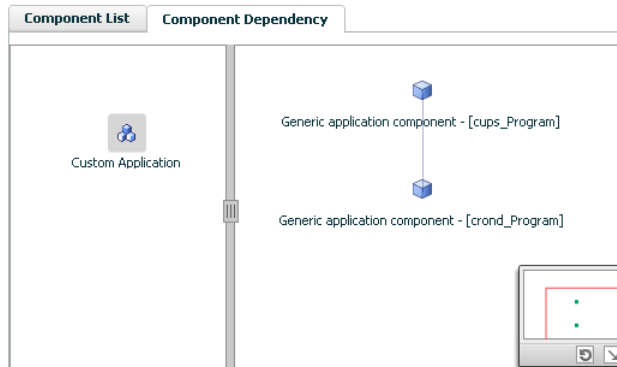 Component List
Component Dependency
Custom Application
Generic application component - [cups_Program]
Generic application component - [crond_Program]